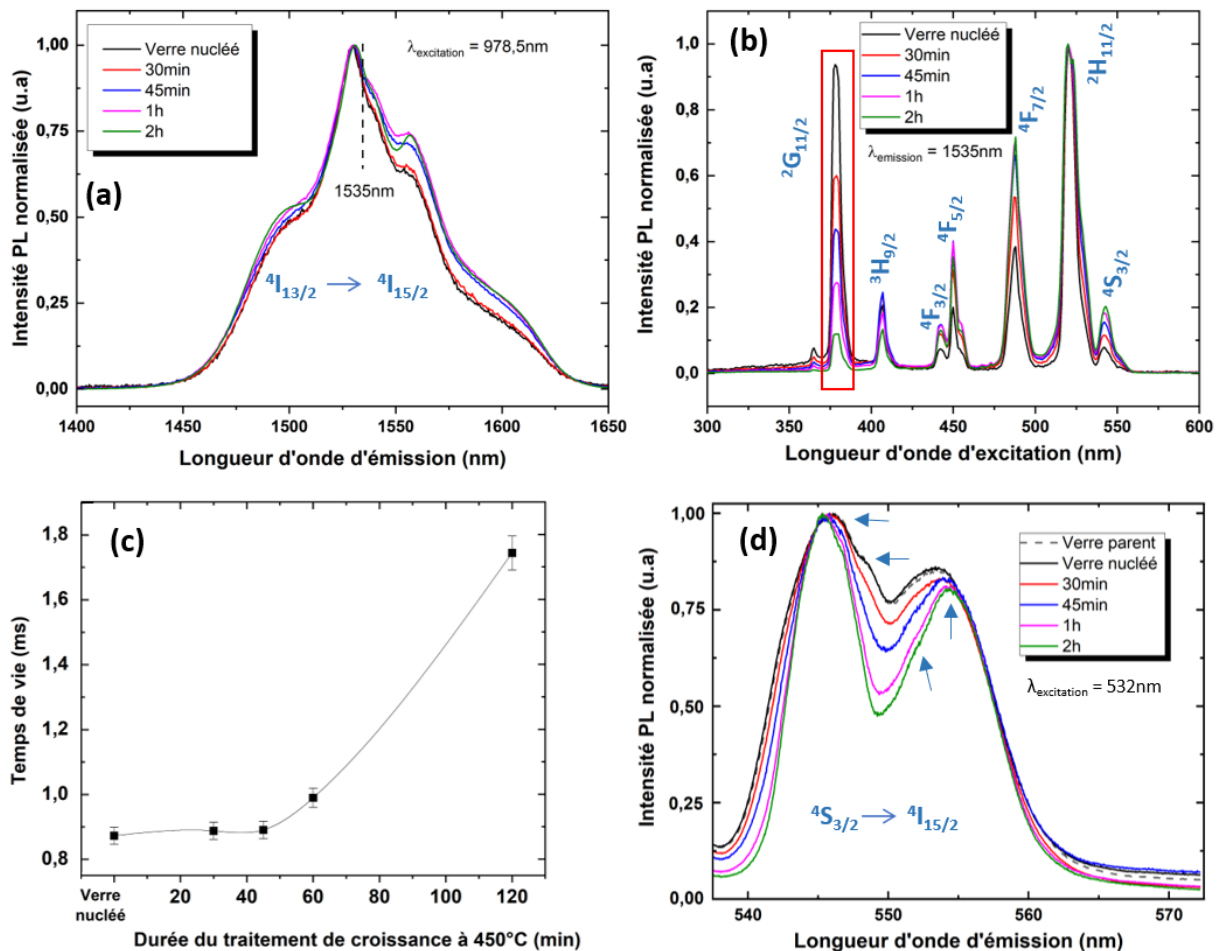 (a)
Intensité PL normalisée (u.a)
1,00
0,75
0,50
0,25
0,00
Verre nucléé
30min
45min
1h
2h
λexcitation = 978,5nm
1535nm
4I13/2 → 4I15/2
1400 1450 1500 1550 1600 1650
Longueur d'onde d'émission (nm)
(b)
Intensité PL normalisée (u.a)
1,0
0,8
0,6
0,4
0,2
0,0
Verre nucléé
30min
45min
1h
2h
λemission = 1535nm
2G11/2
3H9/2
4F3/2
4F5/2
4F7/2
2H11/2
4S3/2
300 350 400 450 500 550 600
Longueur d'onde d'excitation (nm)
(c)
Temps de vie (ms)
1,8
1,6
1,4
1,2
1,0
0,8
Verre
nucléé
20 40 60 80 100 120
Durée du traitement de croissance à 450°C (min)
(d)
Intensité PL normalisée (u.a)
1,00
0,75
0,50
0,25
0,00
Verre parent
Verre nucléé
30min
45min
1h
2h
λexcitation = 532nm
4S3/2 → 4I15/2
540 550 560 570
Longueur d'onde d'émission (nm)